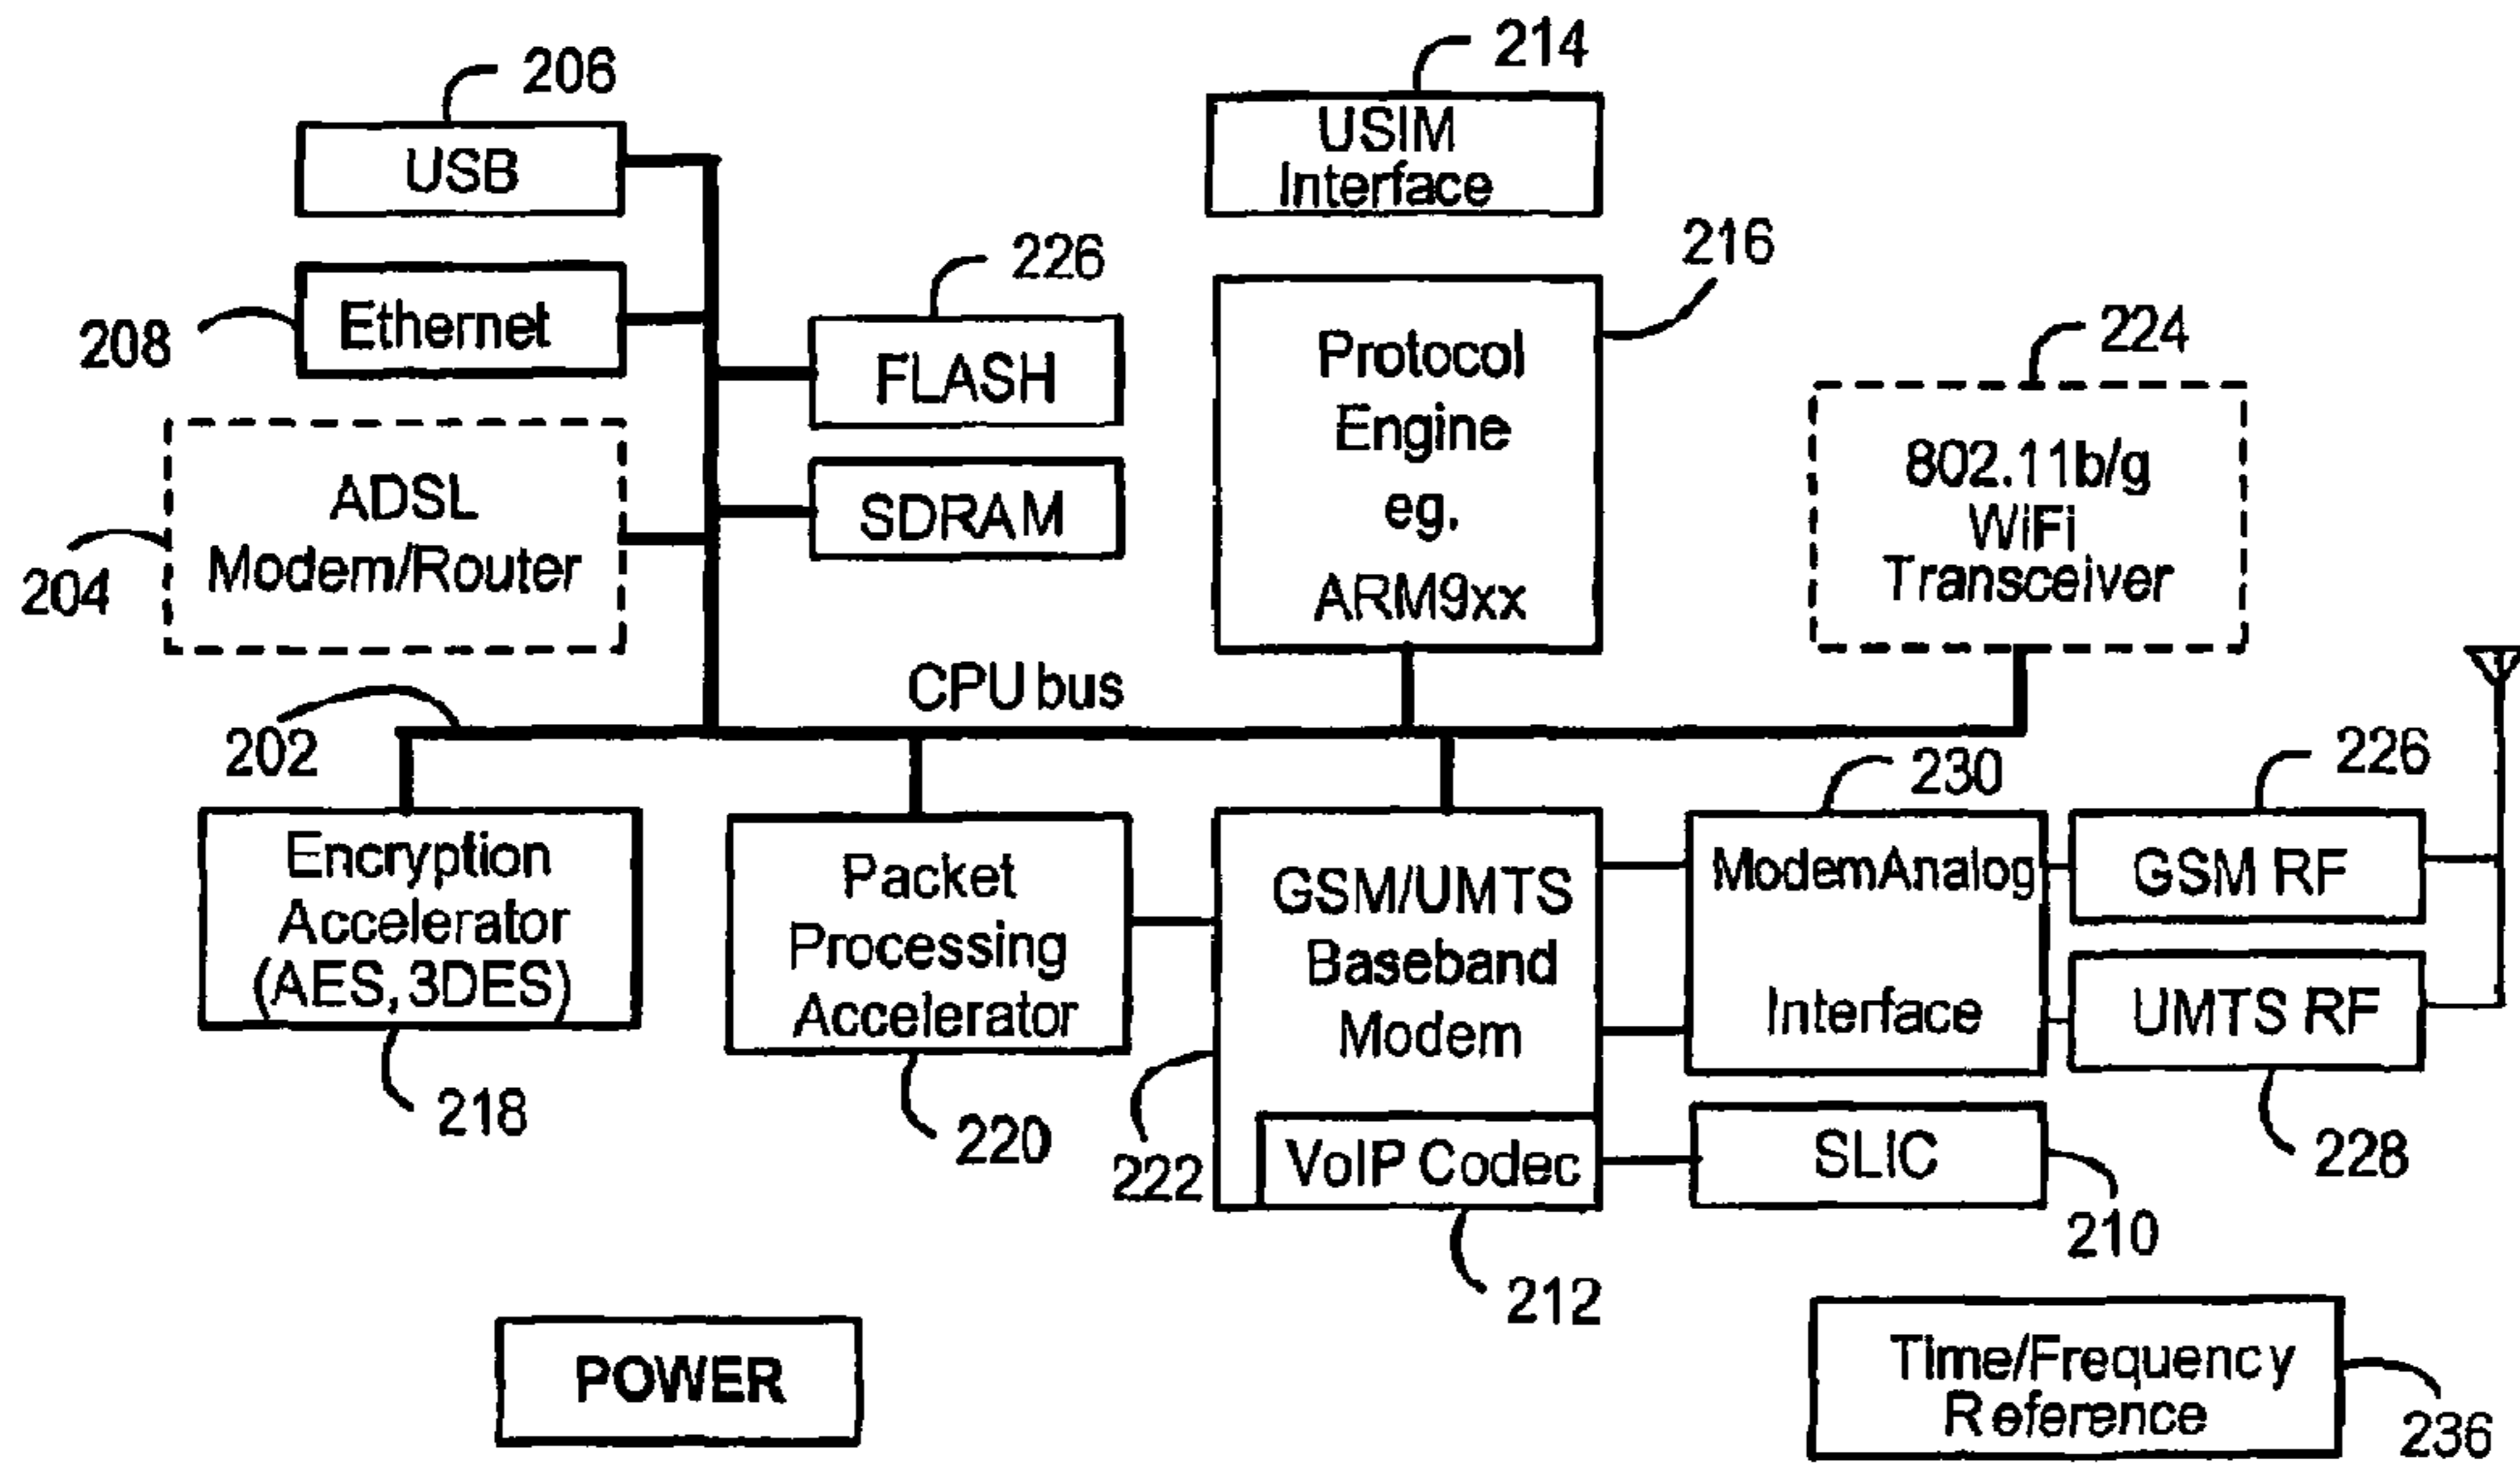 206
USB
208
Ethernet
204
ADSL
Modem/Router
226
FLASH
SDRAM
214
USIM
Interface
216
Protocol
Engine
eg.
ARM9xx
224
802.11b/g
WiFi
Transceiver
CPU bus
202
Encryption
Accelerator
(AES, 3DES)
218
Packet
Processing
Accelerator
220
GSM/UMTS
Baseband
Modem
222
VoIP Codec
212
230
ModemAnalog
Interface
226
GSM RF
UMTS RF
228
SLIC
210
POWER
Time/Frequency
Reference
236